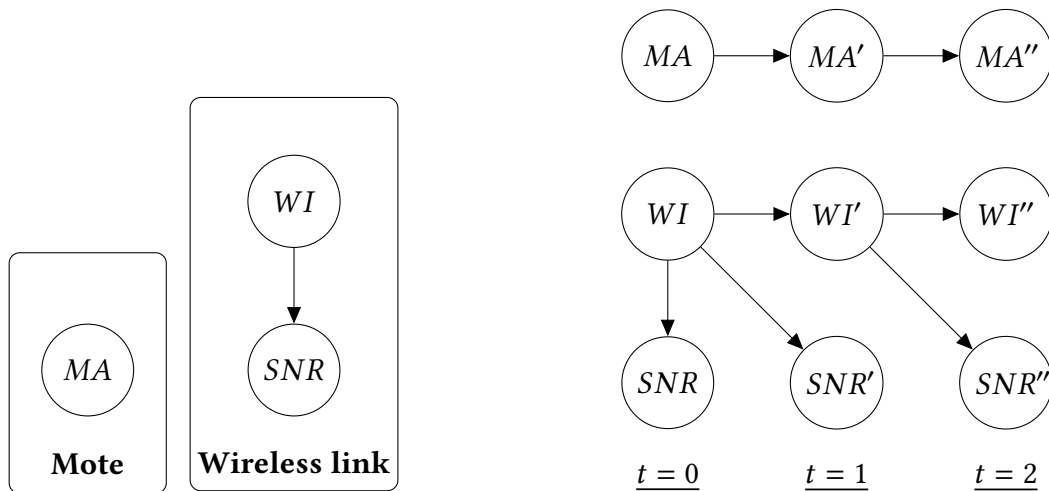 WI
SNR
Wireless link
MA
Mote
MA MA′ MA″
WI WI′ WI″
SNR SNR′ SNR″
t = 0 t = 1 t = 2